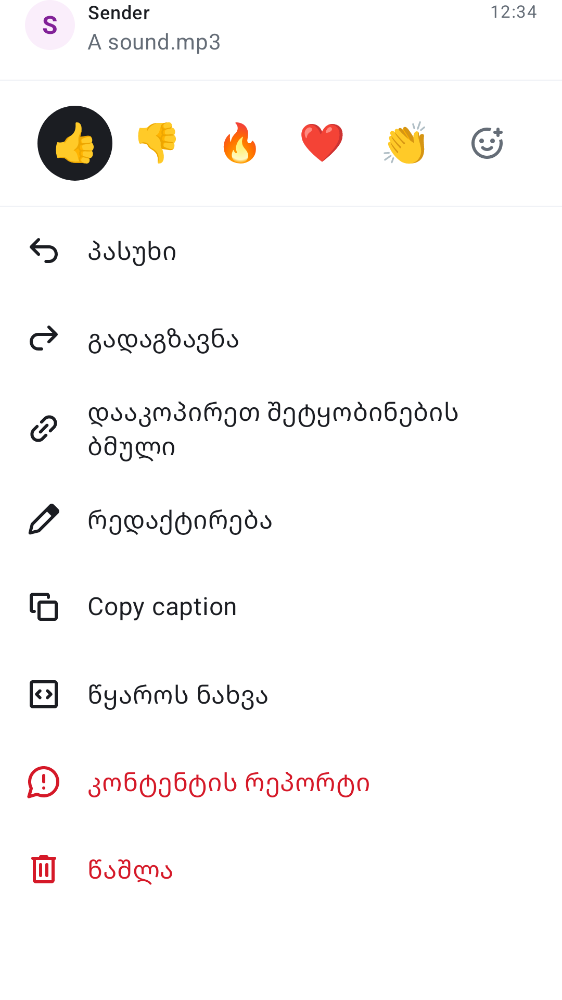 S
Sender
12:34
A sound.mp3
პასუხი
გადაგზავნა
დააკოპირეთ შეტყობინების
ბმული
რედაქტირება
Copy caption
წყაროს ნახვა
კონტენტის რეპორტი
წაშლა